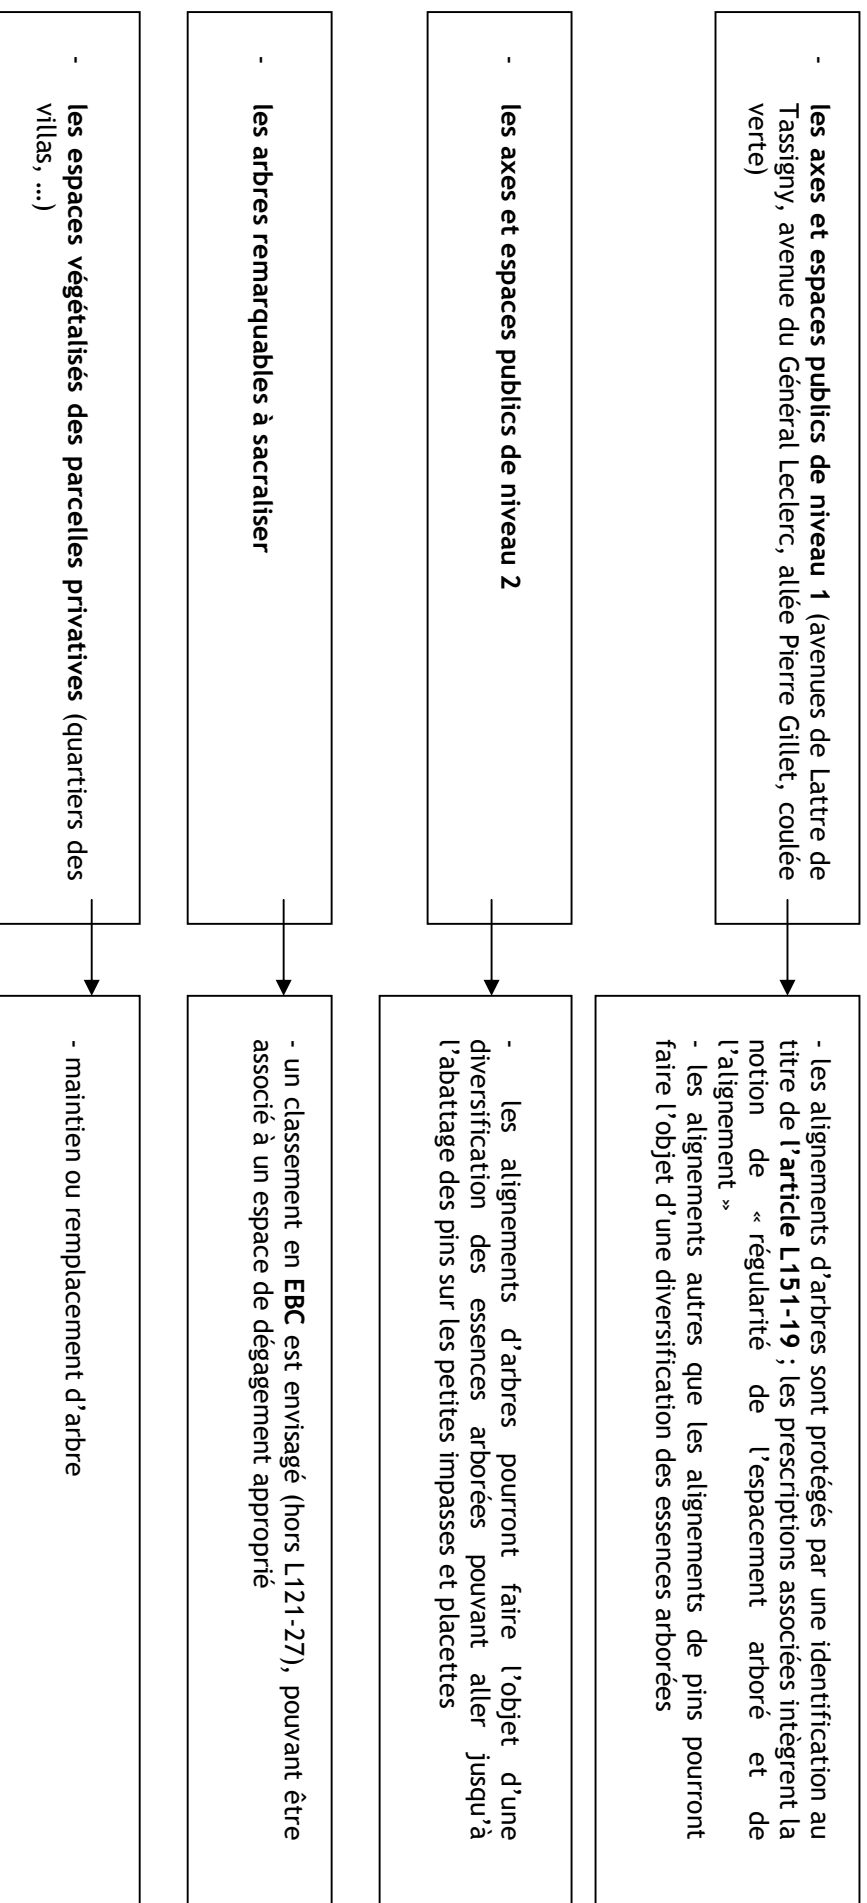 - les axes et espaces publics de niveau 1 (avenues de Lattre de
Tassigny, avenue du Général Leclerc, allée Pierre Gillet, coulée
verte)
- les alignements d'arbres sont protégés par une identification au
titre de l'article L151-19 ; les prescriptions associées intègrent la
notion de « régularité de l'espacement arboré et de
l'alignement »
- les alignements autres que les alignements de pins pourront
faire l'objet d'une diversification des essences arborées
- les axes et espaces publics de niveau 2
- les alignements d'arbres pourront faire l'objet d'une
diversification des essences arborées pouvant aller jusqu'à
l'abattage des pins sur les petites impasses et placettes
- les arbres remarquables à sacraliser
- un classement en EBC est envisagé (hors L121-27), pouvant être
associé à un espace de dégagement approprié
- les espaces végétalisés des parcelles privatives (quartiers des
villas, ...)
- maintien ou remplacement d'arbre